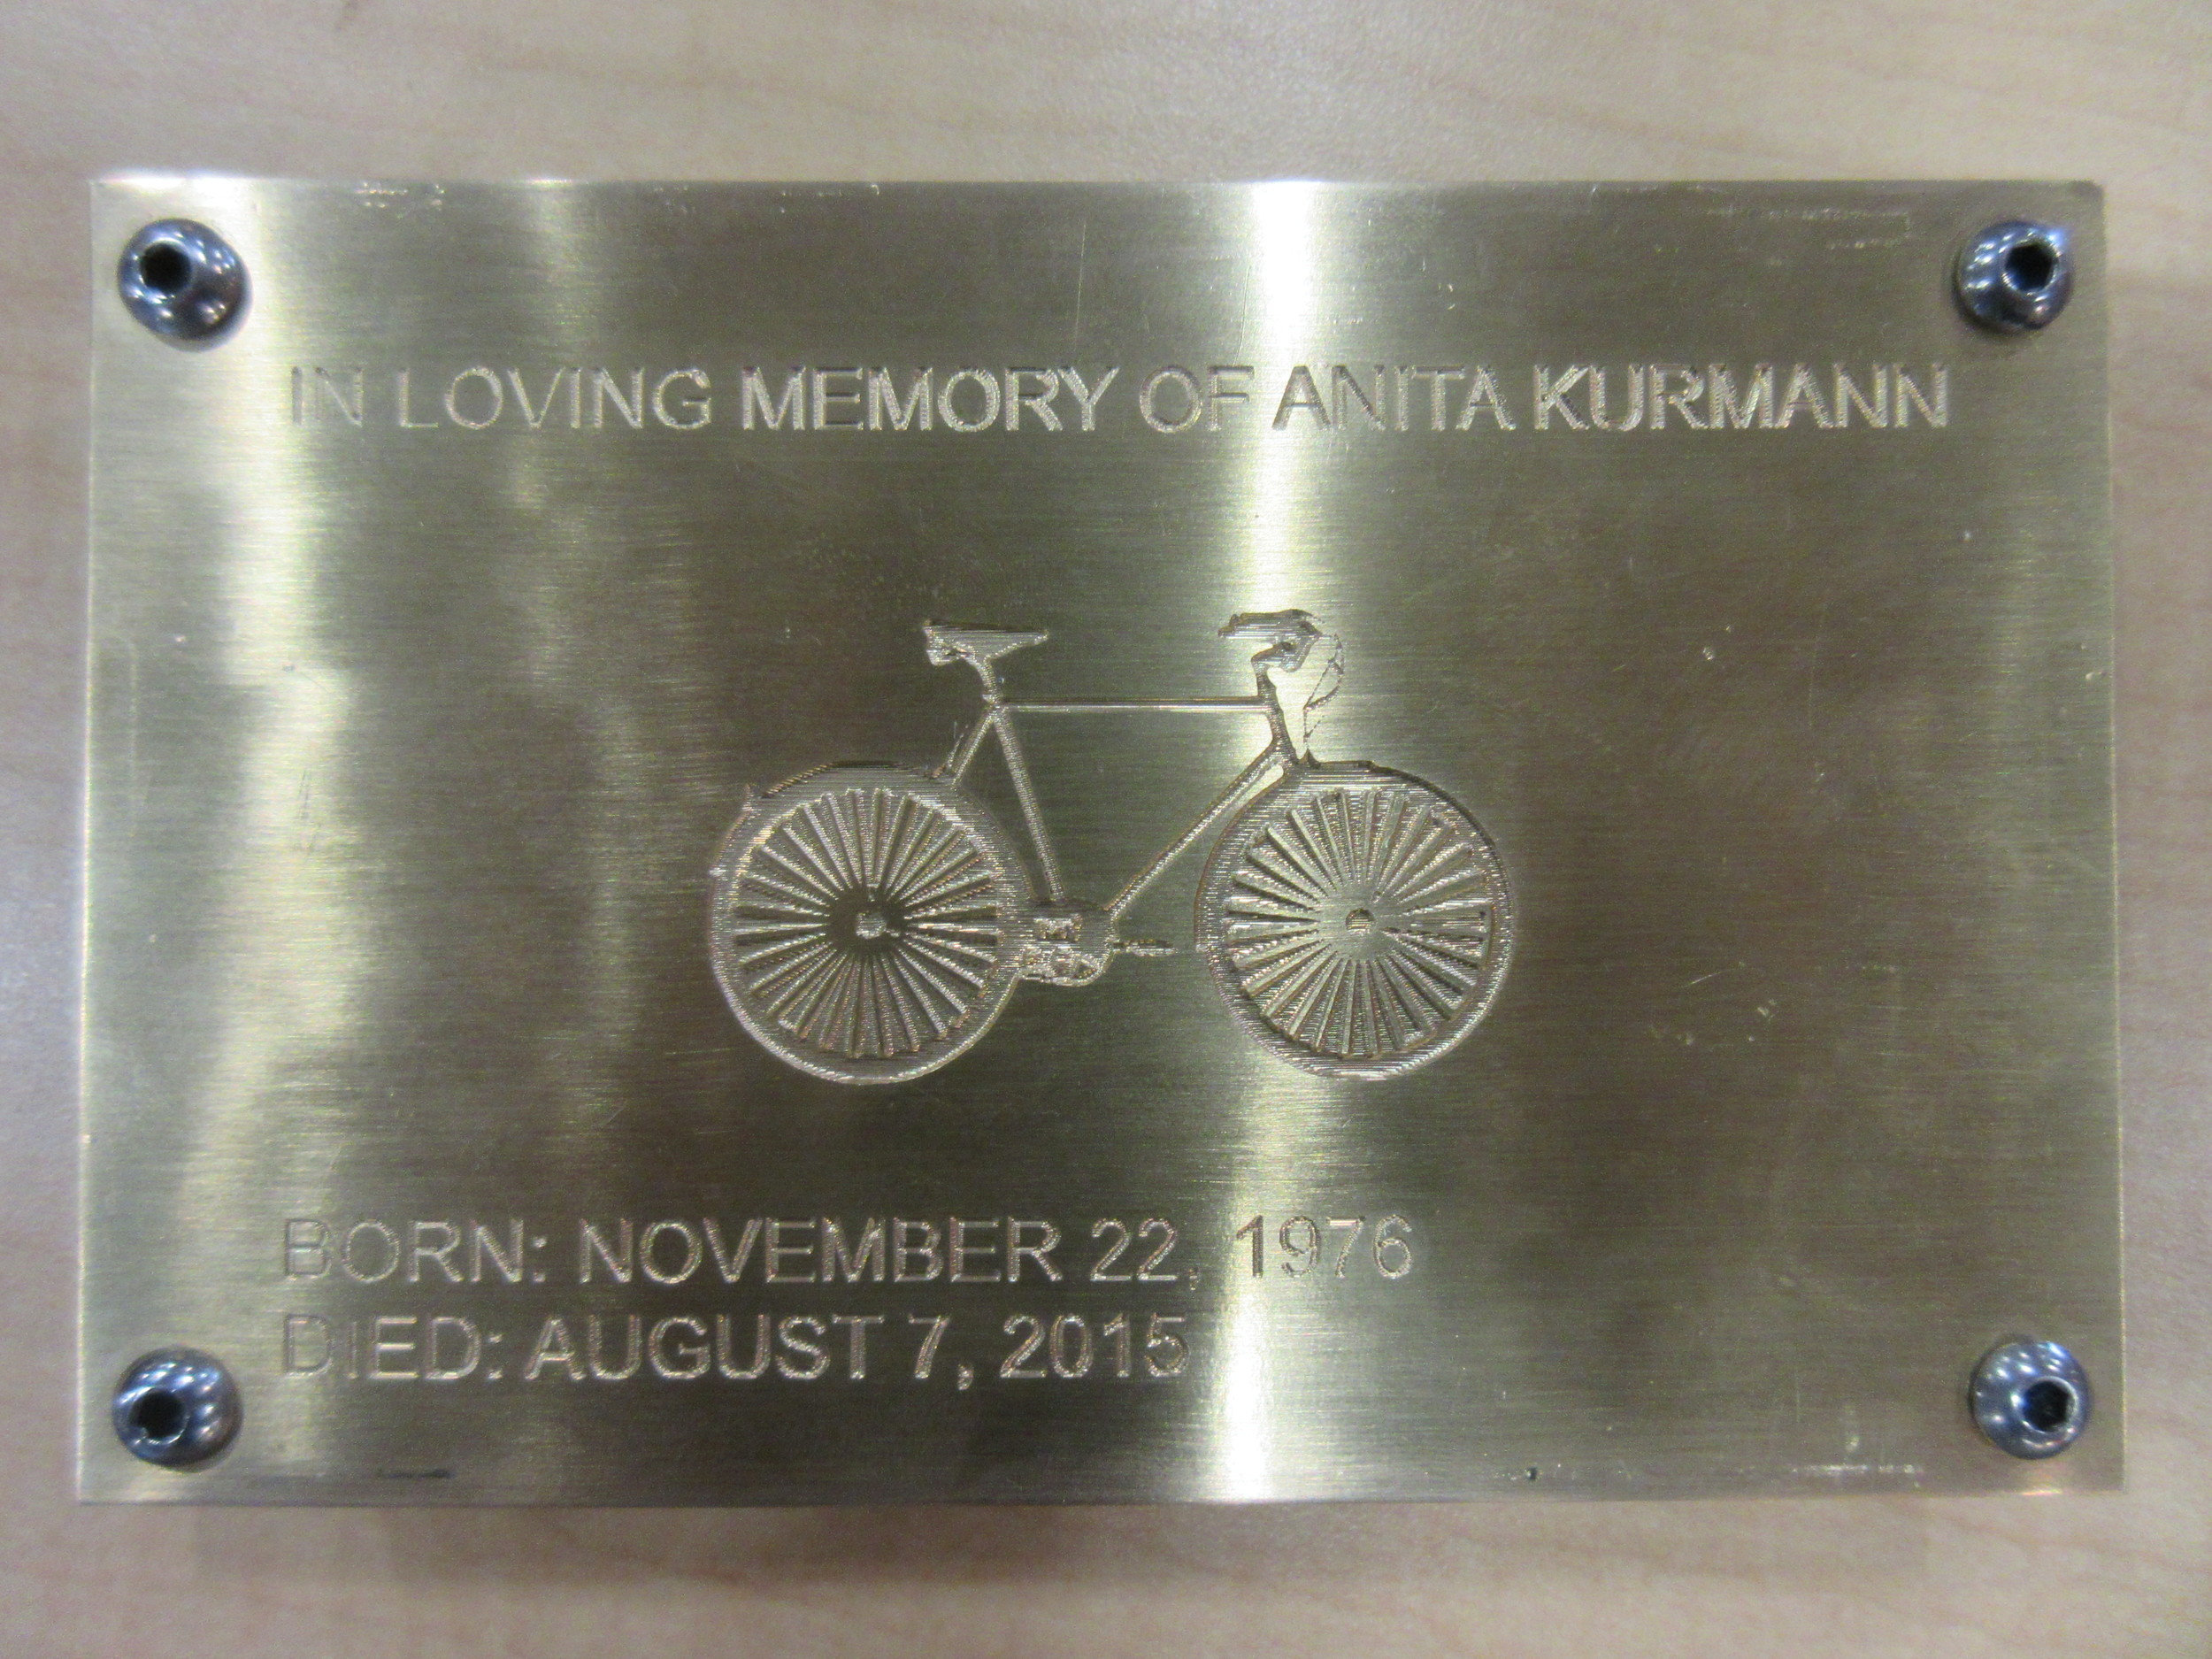 IN LOVING MEMORY OF ANITA KURMANN
BORN: NOVEMBER 22, 1976
DIED: AUGUST 7, 2015